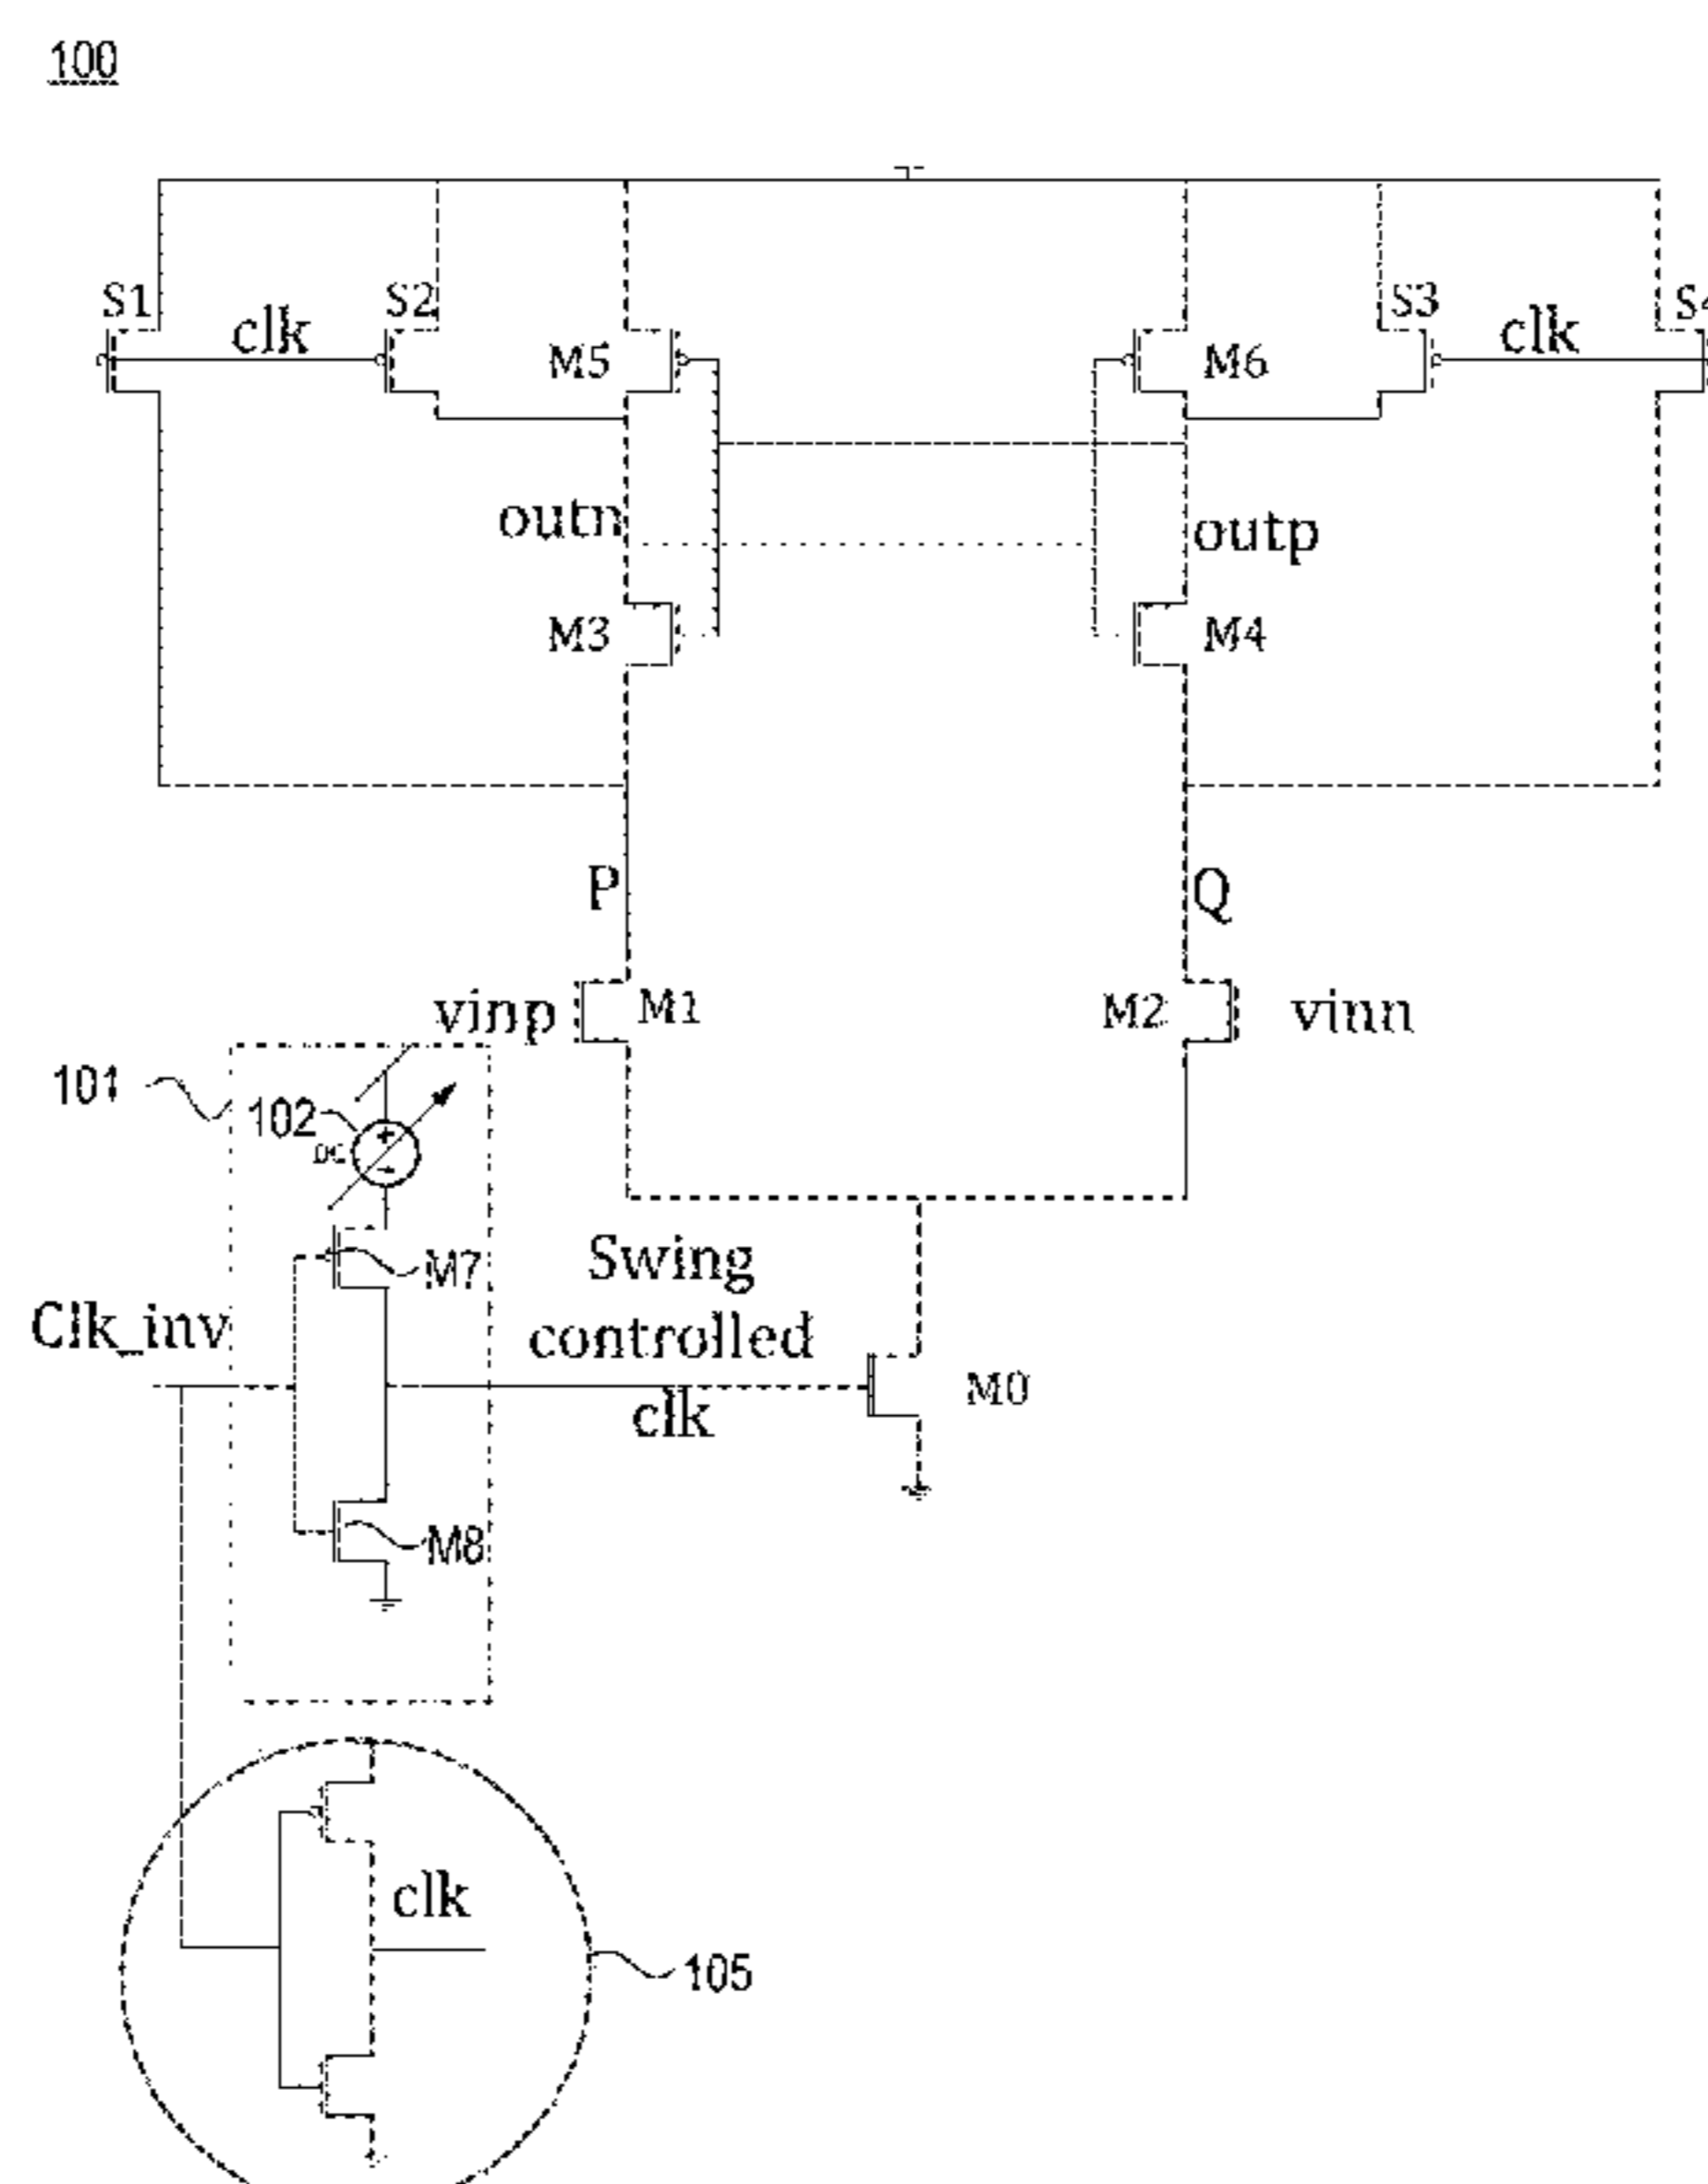 100
S1
clk
S2
M5
M6
S3
clk
S4
outn
outp
M3
M4
P
Q
vinp
M1
M2
vinn
101
102
DC
M7
Swing
controlled
clk
Clk_inv
M0
M8
clk
105